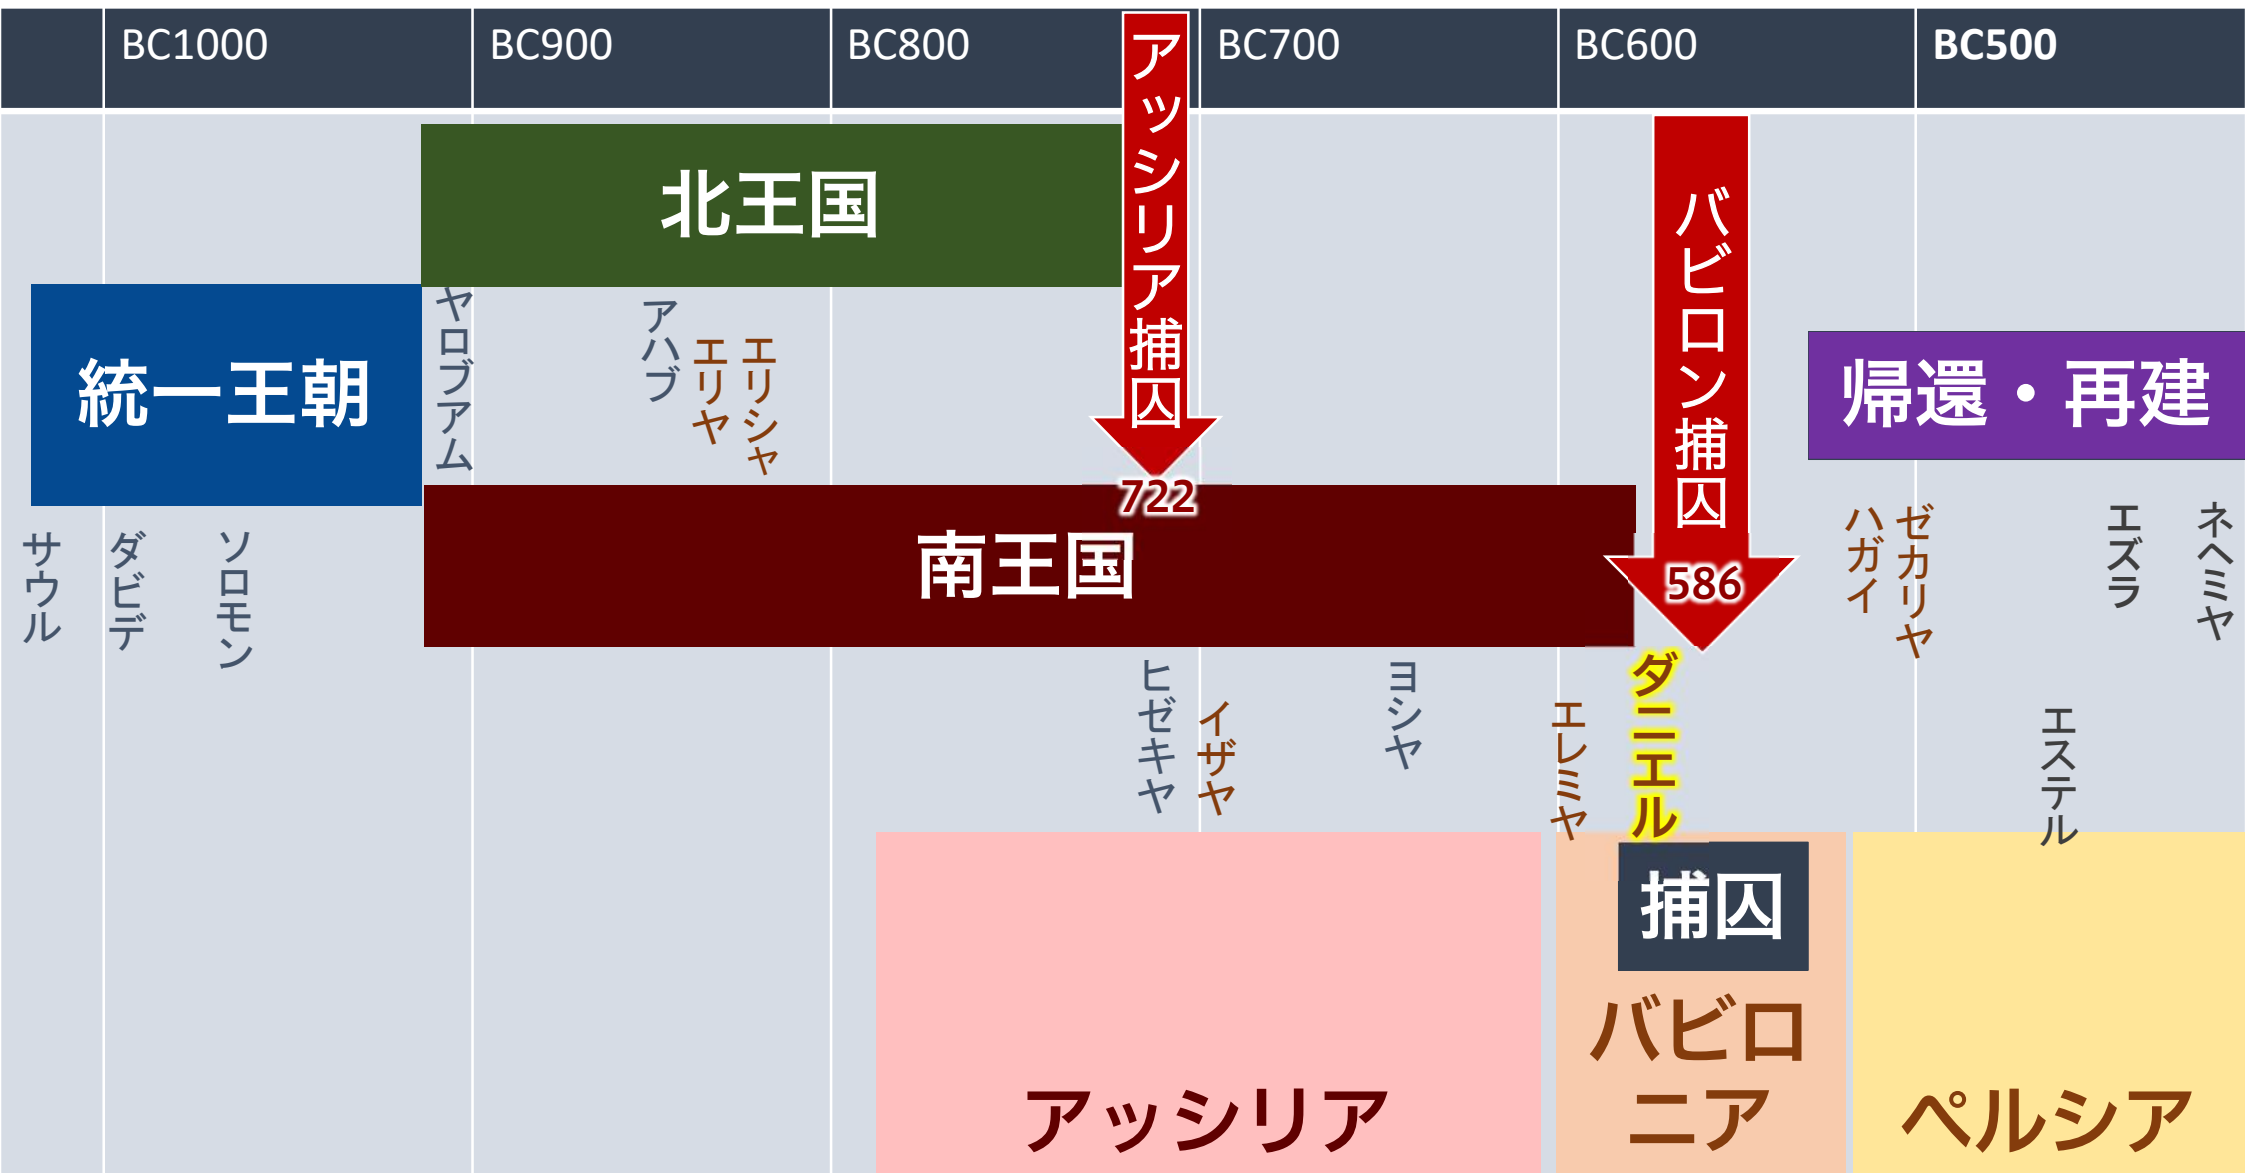 BC1000
BC900
BC800
BC700
BC600
BC500
アッシリア捕囚
722
バビロン捕囚
586
北王国
統一王朝
南王国
帰還・再建
ヤロブアム
アハブ
エリヤ
エリシャ
サウル
ダビデ
ソロモン
ヒゼキヤ
イザヤ
ヨシヤ
エレミヤ
ダニエル
ハガイ
ゼカリヤ
エズラ
ネヘミヤ
エステル
捕囚
アッシリア
バビロ
ニア
ペルシア